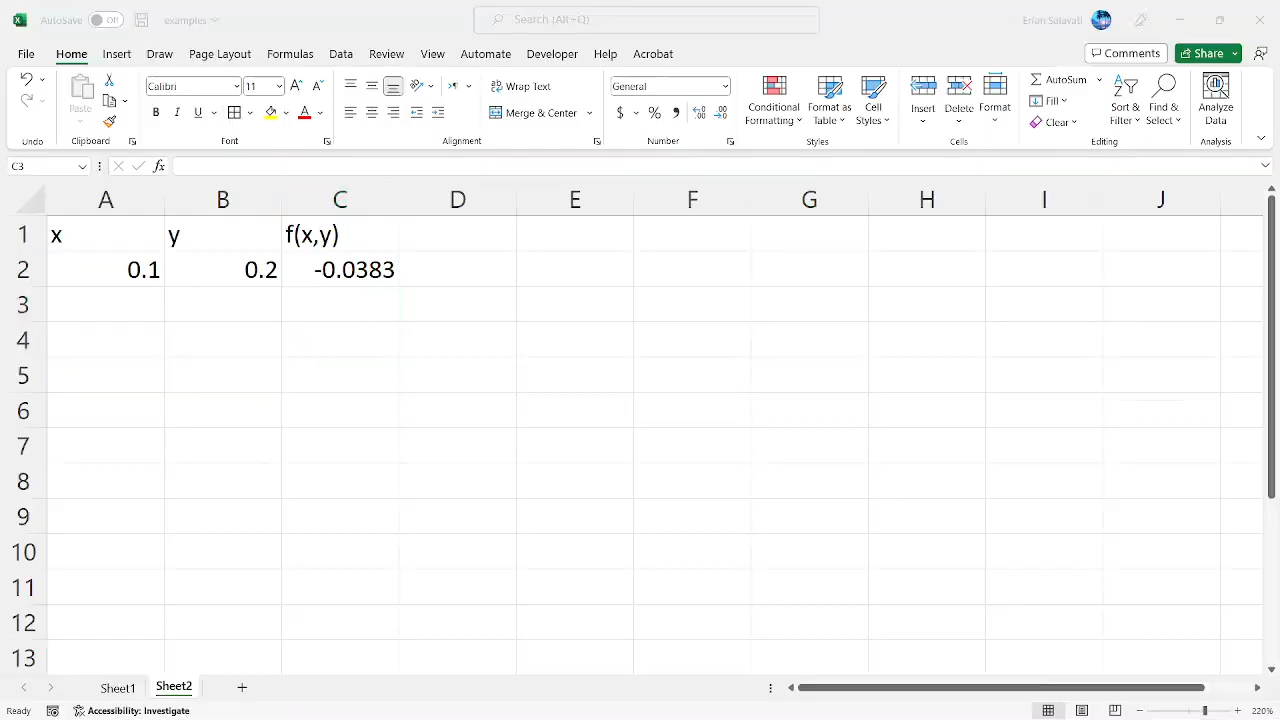 AutoSave Off examples Search (Alt+Q) Erian Salavati
File Home Insert Draw Page Layout Formulas Data Review View Automate Developer Help Acrobat Comments Share
Calibri 11 A A Wrap Text General AutoSum
Paste B I U A Merge & Center $ % , Conditional Formatting Format as Table Cell Styles Insert Delete Format Fill Clear Sort & Filter Find & Select Analyze Data
Undo Clipboard Font Alignment Number Styles Cells Editing Analysis
C3 fx
A B C D E F G H I J
1 x y f(x,y)
2 0.1 0.2 -0.0383
3
4
5
6
7
8
9
10
11
12
13
Sheet1 Sheet2 +
Ready Accessibility: Investigate 220%